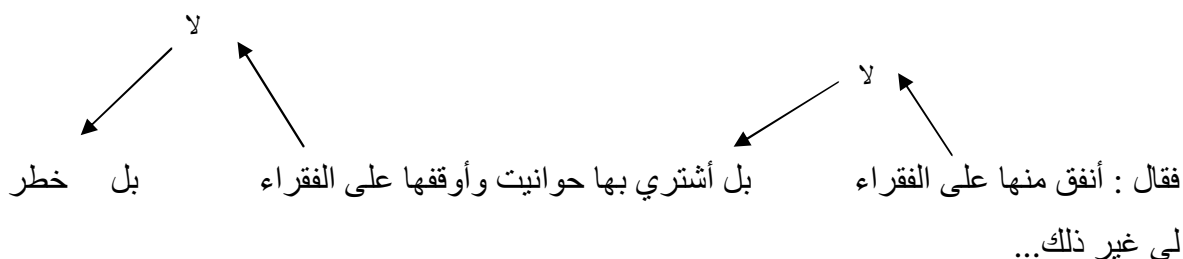 لا
لا
فقال : أنفق منها على الفقراء بل أشتري بها حوانيت وأوقفها على الفقراء بل خطر
لي غير ذلك...